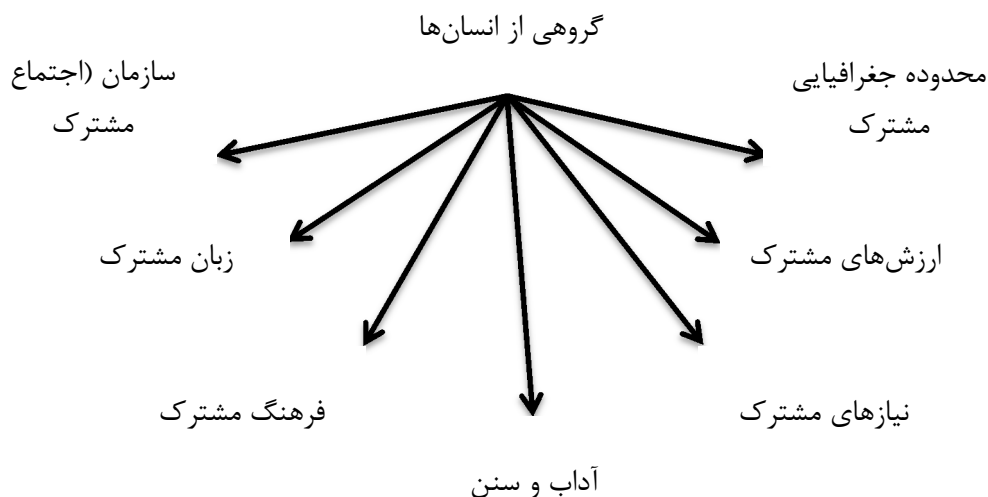 گروهی از انسان‌ها
محدوده جغرافیایی
مشترک
سازمان (اجتماع
مشترک
ارزش‌های مشترک
زبان مشترک
نیازهای مشترک
فرهنگ مشترک
آداب و سنن